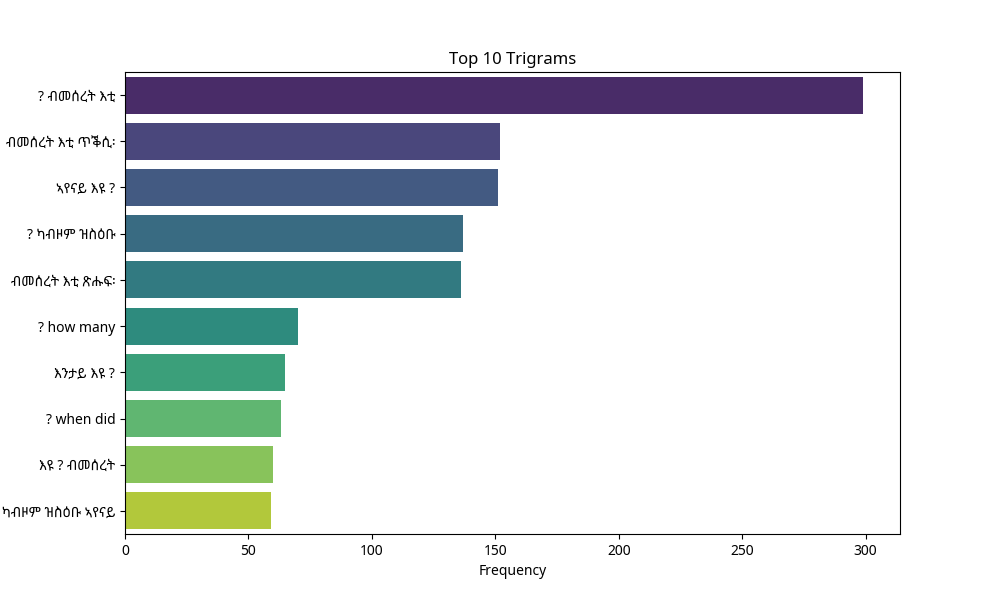 Top 10 Trigrams
? ብመሰረት እቲ
ብመሰረት እቲ ጥቕሲ፡
ኣየናይ እዩ ?
? ካብዞም ዝስዕቡ
ብመሰረት እቲ ጽሑፍ፡
? how many
እንታይ እዩ ?
? when did
እዩ ? ብመሰረት
ካብዞም ዝስዕቡ ኣየናይ
0 50 100 150 200 250 300
Frequency